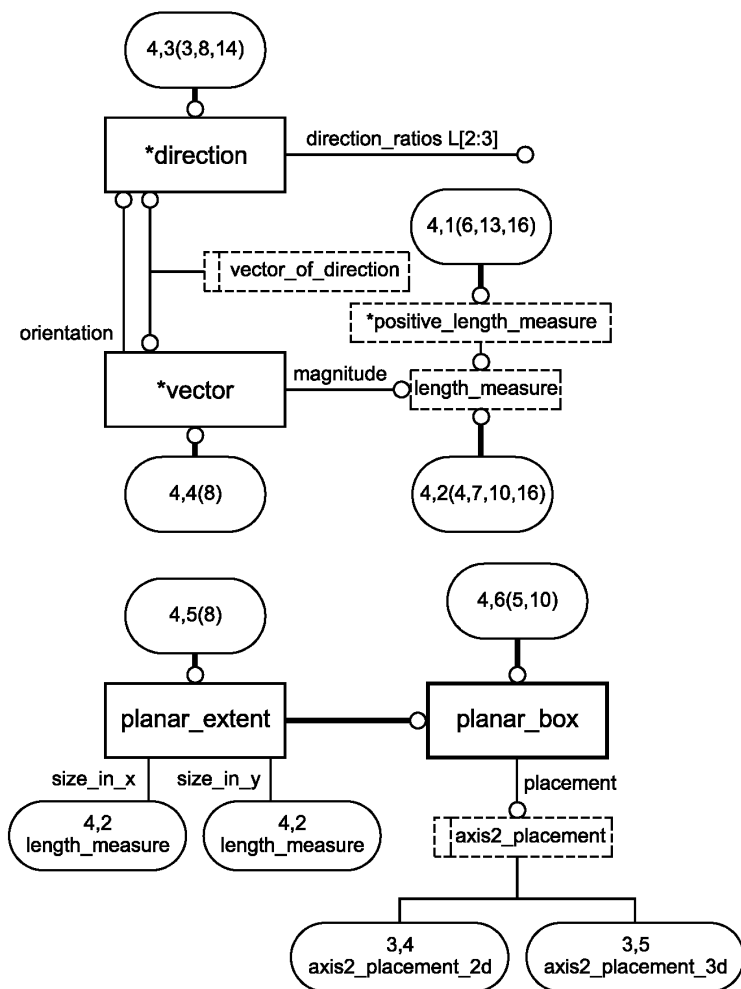 4,3(3,8,14)
*direction
direction_ratios L[2:3]
4,1(6,13,16)
vector_of_direction
*positive_length_measure
orientation
*vector
magnitude
length_measure
4,4(8)
4,2(4,7,10,16)
4,5(8)
4,6(5,10)
planar_extent
planar_box
size_in_x
size_in_y
placement
4,2
length_measure
4,2
length_measure
axis2_placement
3,4
axis2_placement_2d
3,5
axis2_placement_3d